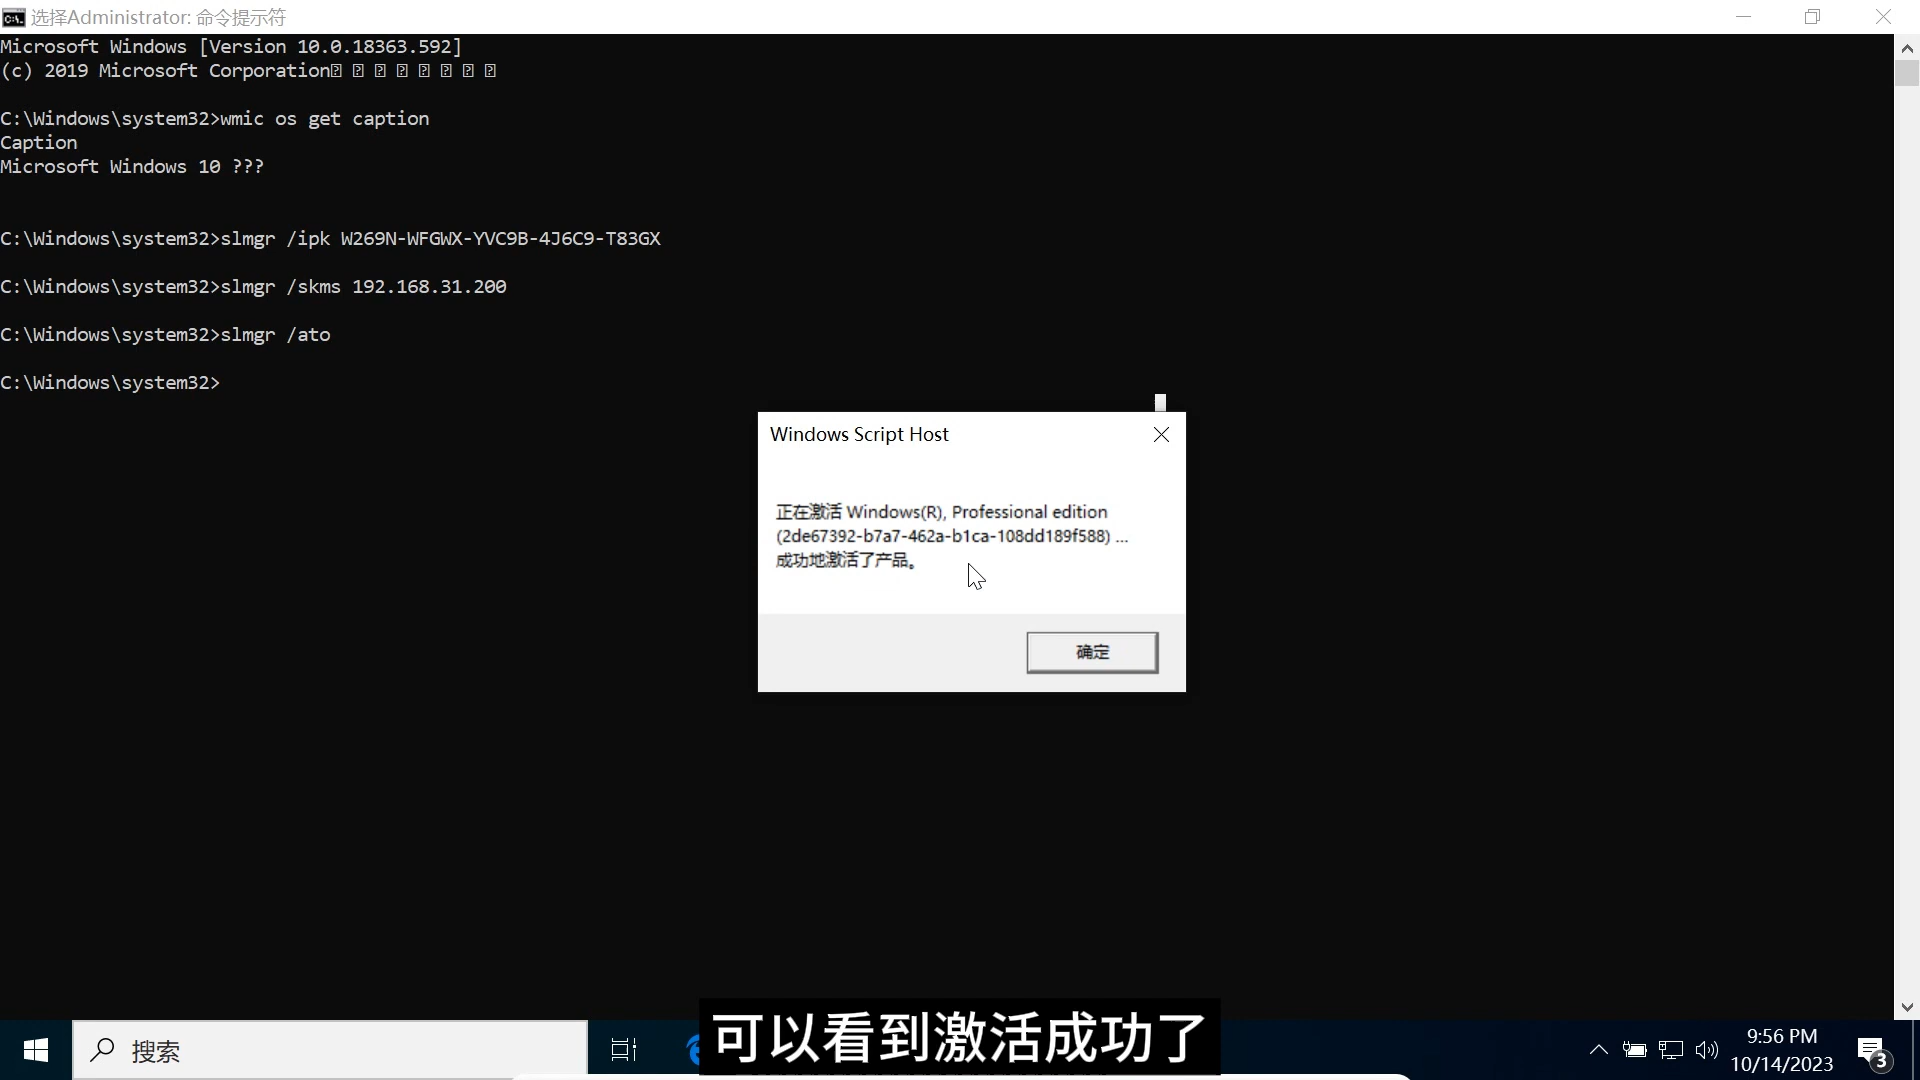 选择Administrator: 命令提示符
Microsoft Windows [Version 10.0.18363.592]
(c) 2019 Microsoft Corporation
C:\Windows\system32>wmic os get caption
Caption
Microsoft Windows 10 ???
C:\Windows\system32>slmgr /ipk W269N-WFGWX-YVC9B-4J6C9-T83GX
C:\Windows\system32>slmgr /skms 192.168.31.200
C:\Windows\system32>slmgr /ato
C:\Windows\system32>
Windows Script Host
正在激活 Windows(R), Professional edition
(2de67392-b7a7-462a-b1ca-108dd189f588) ...
成功地激活了产品。
确定
可以看到激活成功了
搜索
9:56 PM
10/14/2023
3